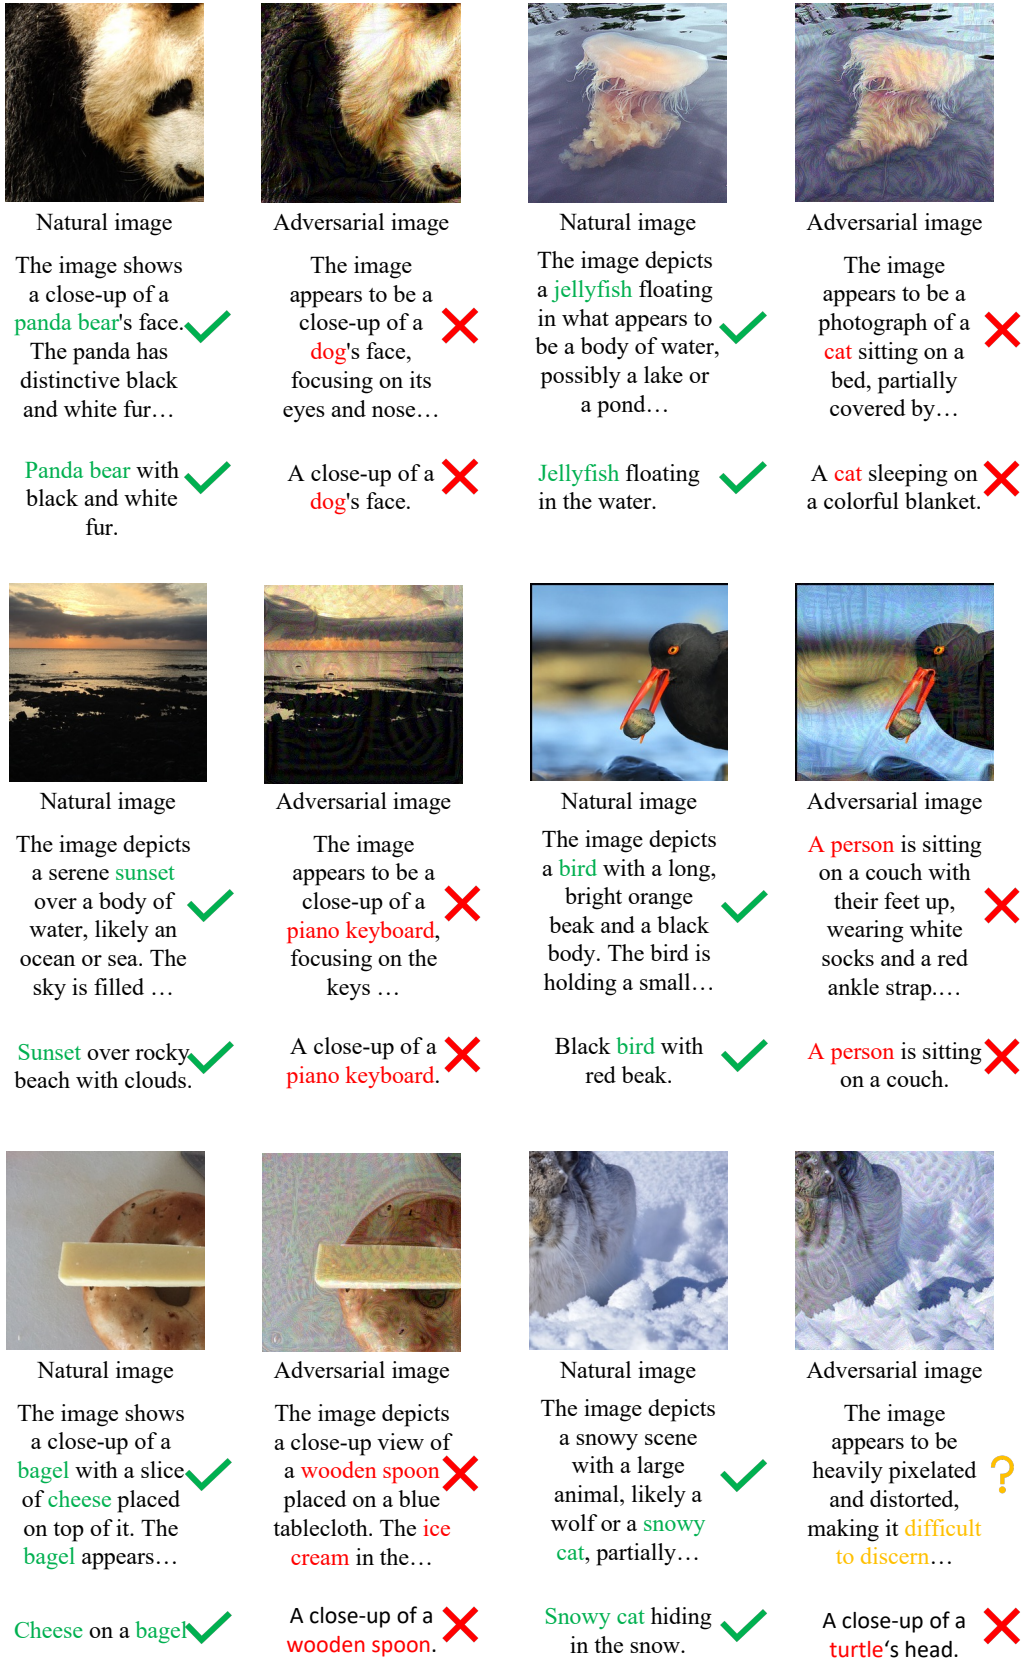 Natural image
The image shows
a close-up of a
panda bear's face.
The panda has
distinctive black
and white fur…
Panda bear with
black and white
fur.
Adversarial image
The image
appears to be a
close-up of a
dog's face,
focusing on its
eyes and nose…
A close-up of a
dog's face.
Natural image
The image depicts
a jellyfish floating
in what appears to
be a body of water,
possibly a lake or
a pond…
Jellyfish floating
in the water.
Adversarial image
The image
appears to be a
photograph of a
cat sitting on a
bed, partially
covered by…
A cat sleeping on
a colorful blanket.
Natural image
The image depicts
a serene sunset
over a body of
water, likely an
ocean or sea. The
sky is filled …
Sunset over rocky
beach with clouds.
Adversarial image
The image
appears to be a
close-up of a
piano keyboard,
focusing on the
keys …
A close-up of a
piano keyboard.
Natural image
The image depicts
a bird with a long,
bright orange
beak and a black
body. The bird is
holding a small…
Black bird with
red beak.
Adversarial image
A person is sitting
on a couch with
their feet up,
wearing white
socks and a red
ankle strap.…
A person is sitting
on a couch.
Natural image
The image shows
a close-up of a
bagel with a slice
of cheese placed
on top of it. The
bagel appears…
Cheese on a bagel
Adversarial image
The image depicts
a close-up view of
a wooden spoon
placed on a blue
tablecloth. The ice
cream in the…
A close-up of a
wooden spoon.
Natural image
The image depicts
a snowy scene
with a large
animal, likely a
wolf or a snowy
cat, partially…
Snowy cat hiding
in the snow.
Adversarial image
The image
appears to be
heavily pixelated
and distorted,
making it difficult
to discern…
?
A close-up of a
turtle‘s head.